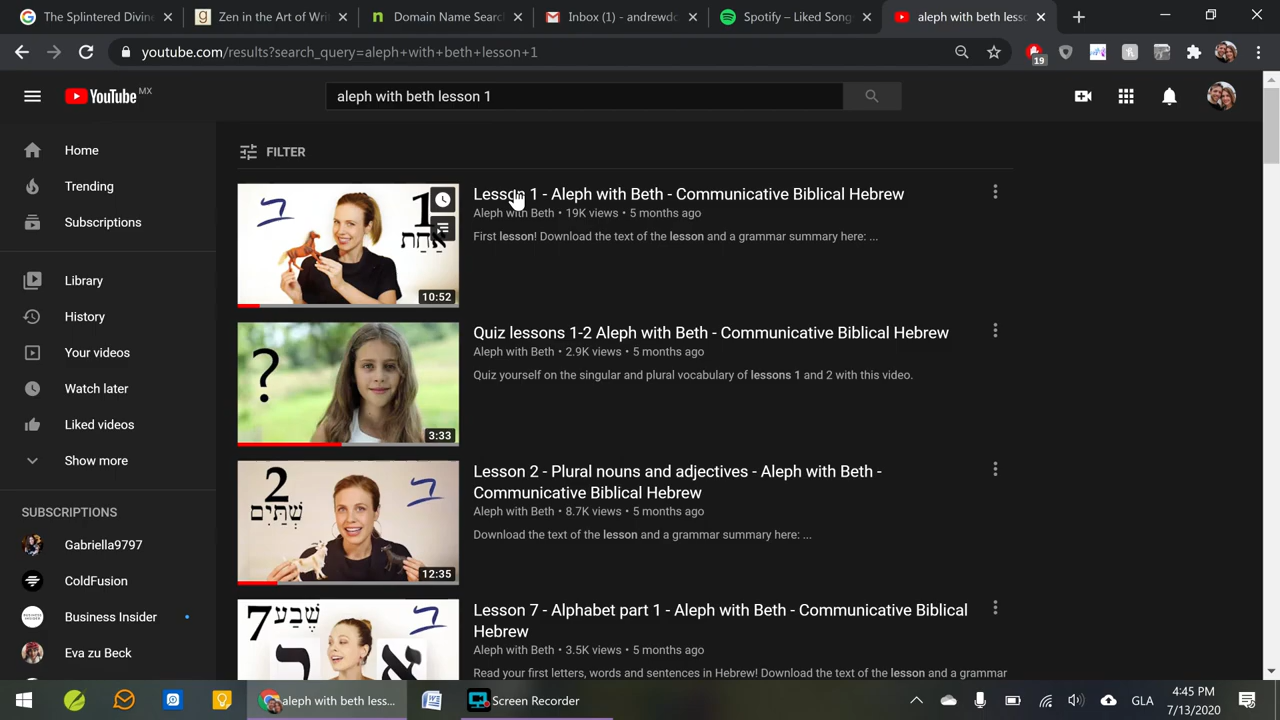 The Splintered Divine
Zen in the Art of Writ
Domain Name Searc
Inbox (1) - andrewdc
Spotify – Liked Song
aleph with beth less
youtube.com/results?search_query=aleph+with+beth+lesson+1
19
YouTube MX
aleph with beth lesson 1
Home
Trending
Subscriptions
Library
History
Your videos
Watch later
Liked videos
Show more
SUBSCRIPTIONS
Gabriella9797
ColdFusion
Business Insider
Eva zu Beck
FILTER
ב
1
אַחַת
10:52
Lesson 1 - Aleph with Beth - Communicative Biblical Hebrew
Aleph with Beth • 19K views • 5 months ago
First lesson! Download the text of the lesson and a grammar summary here: ...
?
3:33
Quiz lessons 1-2 Aleph with Beth - Communicative Biblical Hebrew
Aleph with Beth • 2.9K views • 5 months ago
Quiz yourself on the singular and plural vocabulary of lessons 1 and 2 with this video.
2
שְׁתַּיִם
ב
12:35
Lesson 2 - Plural nouns and adjectives - Aleph with Beth -
Communicative Biblical Hebrew
Aleph with Beth • 8.7K views • 5 months ago
Download the text of the lesson and a grammar summary here: ...
7 שֶׁבַע
ב
א
Lesson 7 - Alphabet part 1 - Aleph with Beth - Communicative Biblical
Hebrew
Aleph with Beth • 3.5K views • 5 months ago
Read your first letters, words and sentences in Hebrew! Download the text of the lesson and a grammar
aleph with beth less...
Screen Recorder
GLA
4:45 PM
7/13/2020